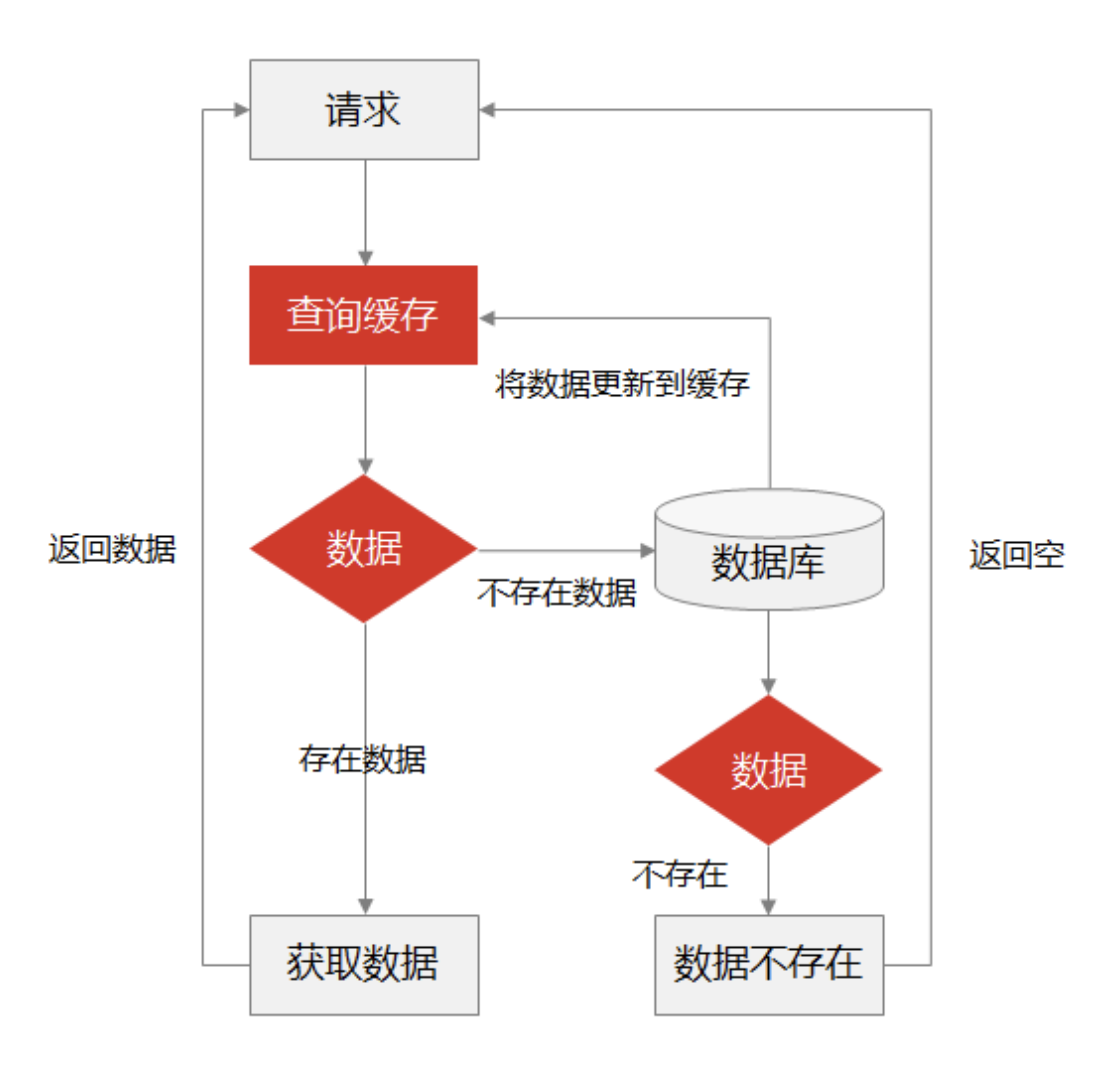 请求
查询缓存
将数据更新到缓存
返回数据
数据
不存在数据
数据库
返回空
存在数据
数据
不存在
获取数据
数据不存在